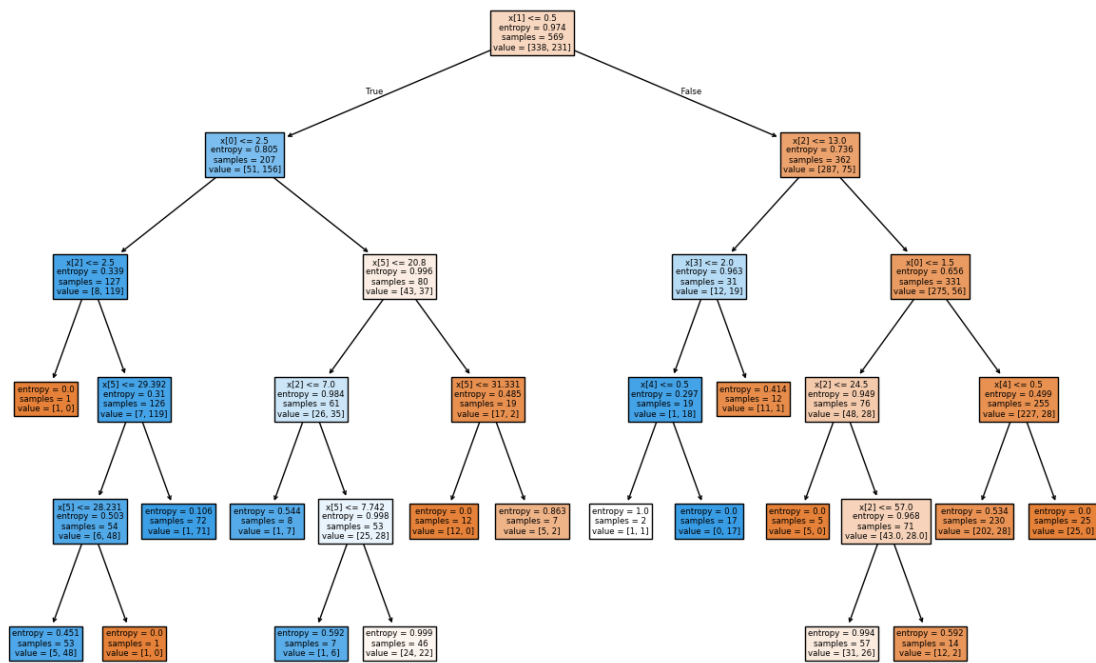 x[1] <= 0.5
entropy = 0.974
samples = 569
value = [338, 231]
True
False
x[0] <= 2.5
entropy = 0.805
samples = 207
value = [51, 156]
x[2] <= 13.0
entropy = 0.736
samples = 362
value = [287, 75]
x[2] <= 2.5
entropy = 0.339
samples = 127
value = [8, 119]
x[5] <= 20.8
entropy = 0.996
samples = 80
value = [43, 37]
x[3] <= 2.0
entropy = 0.963
samples = 31
value = [12, 19]
x[0] <= 1.5
entropy = 0.656
samples = 331
value = [275, 56]
entropy = 0.0
samples = 1
value = [1, 0]
x[5] <= 29.392
entropy = 0.31
samples = 126
value = [7, 119]
x[2] <= 7.0
entropy = 0.984
samples = 61
value = [26, 35]
x[5] <= 31.331
entropy = 0.485
samples = 19
value = [17, 2]
x[4] <= 0.5
entropy = 0.297
samples = 19
value = [1, 18]
entropy = 0.414
samples = 12
value = [11, 1]
x[2] <= 24.5
entropy = 0.949
samples = 76
value = [48, 28]
x[4] <= 0.5
entropy = 0.499
samples = 255
value = [227, 28]
x[5] <= 28.231
entropy = 0.503
samples = 54
value = [6, 48]
entropy = 0.106
samples = 72
value = [1, 71]
entropy = 0.544
samples = 8
value = [1, 7]
x[5] <= 7.742
entropy = 0.998
samples = 53
value = [25, 28]
entropy = 0.0
samples = 12
value = [12, 0]
entropy = 0.863
samples = 7
value = [5, 2]
entropy = 1.0
samples = 2
value = [1, 1]
entropy = 0.0
samples = 17
value = [0, 17]
entropy = 0.0
samples = 5
value = [5, 0]
x[2] <= 57.0
entropy = 0.968
samples = 71
value = [43.0, 28.0]
entropy = 0.534
samples = 230
value = [202, 28]
entropy = 0.0
samples = 25
value = [25, 0]
entropy = 0.451
samples = 53
value = [5, 48]
entropy = 0.0
samples = 1
value = [1, 0]
entropy = 0.592
samples = 7
value = [1, 6]
entropy = 0.999
samples = 46
value = [24, 22]
entropy = 0.994
samples = 57
value = [31, 26]
entropy = 0.592
samples = 14
value = [12, 2]